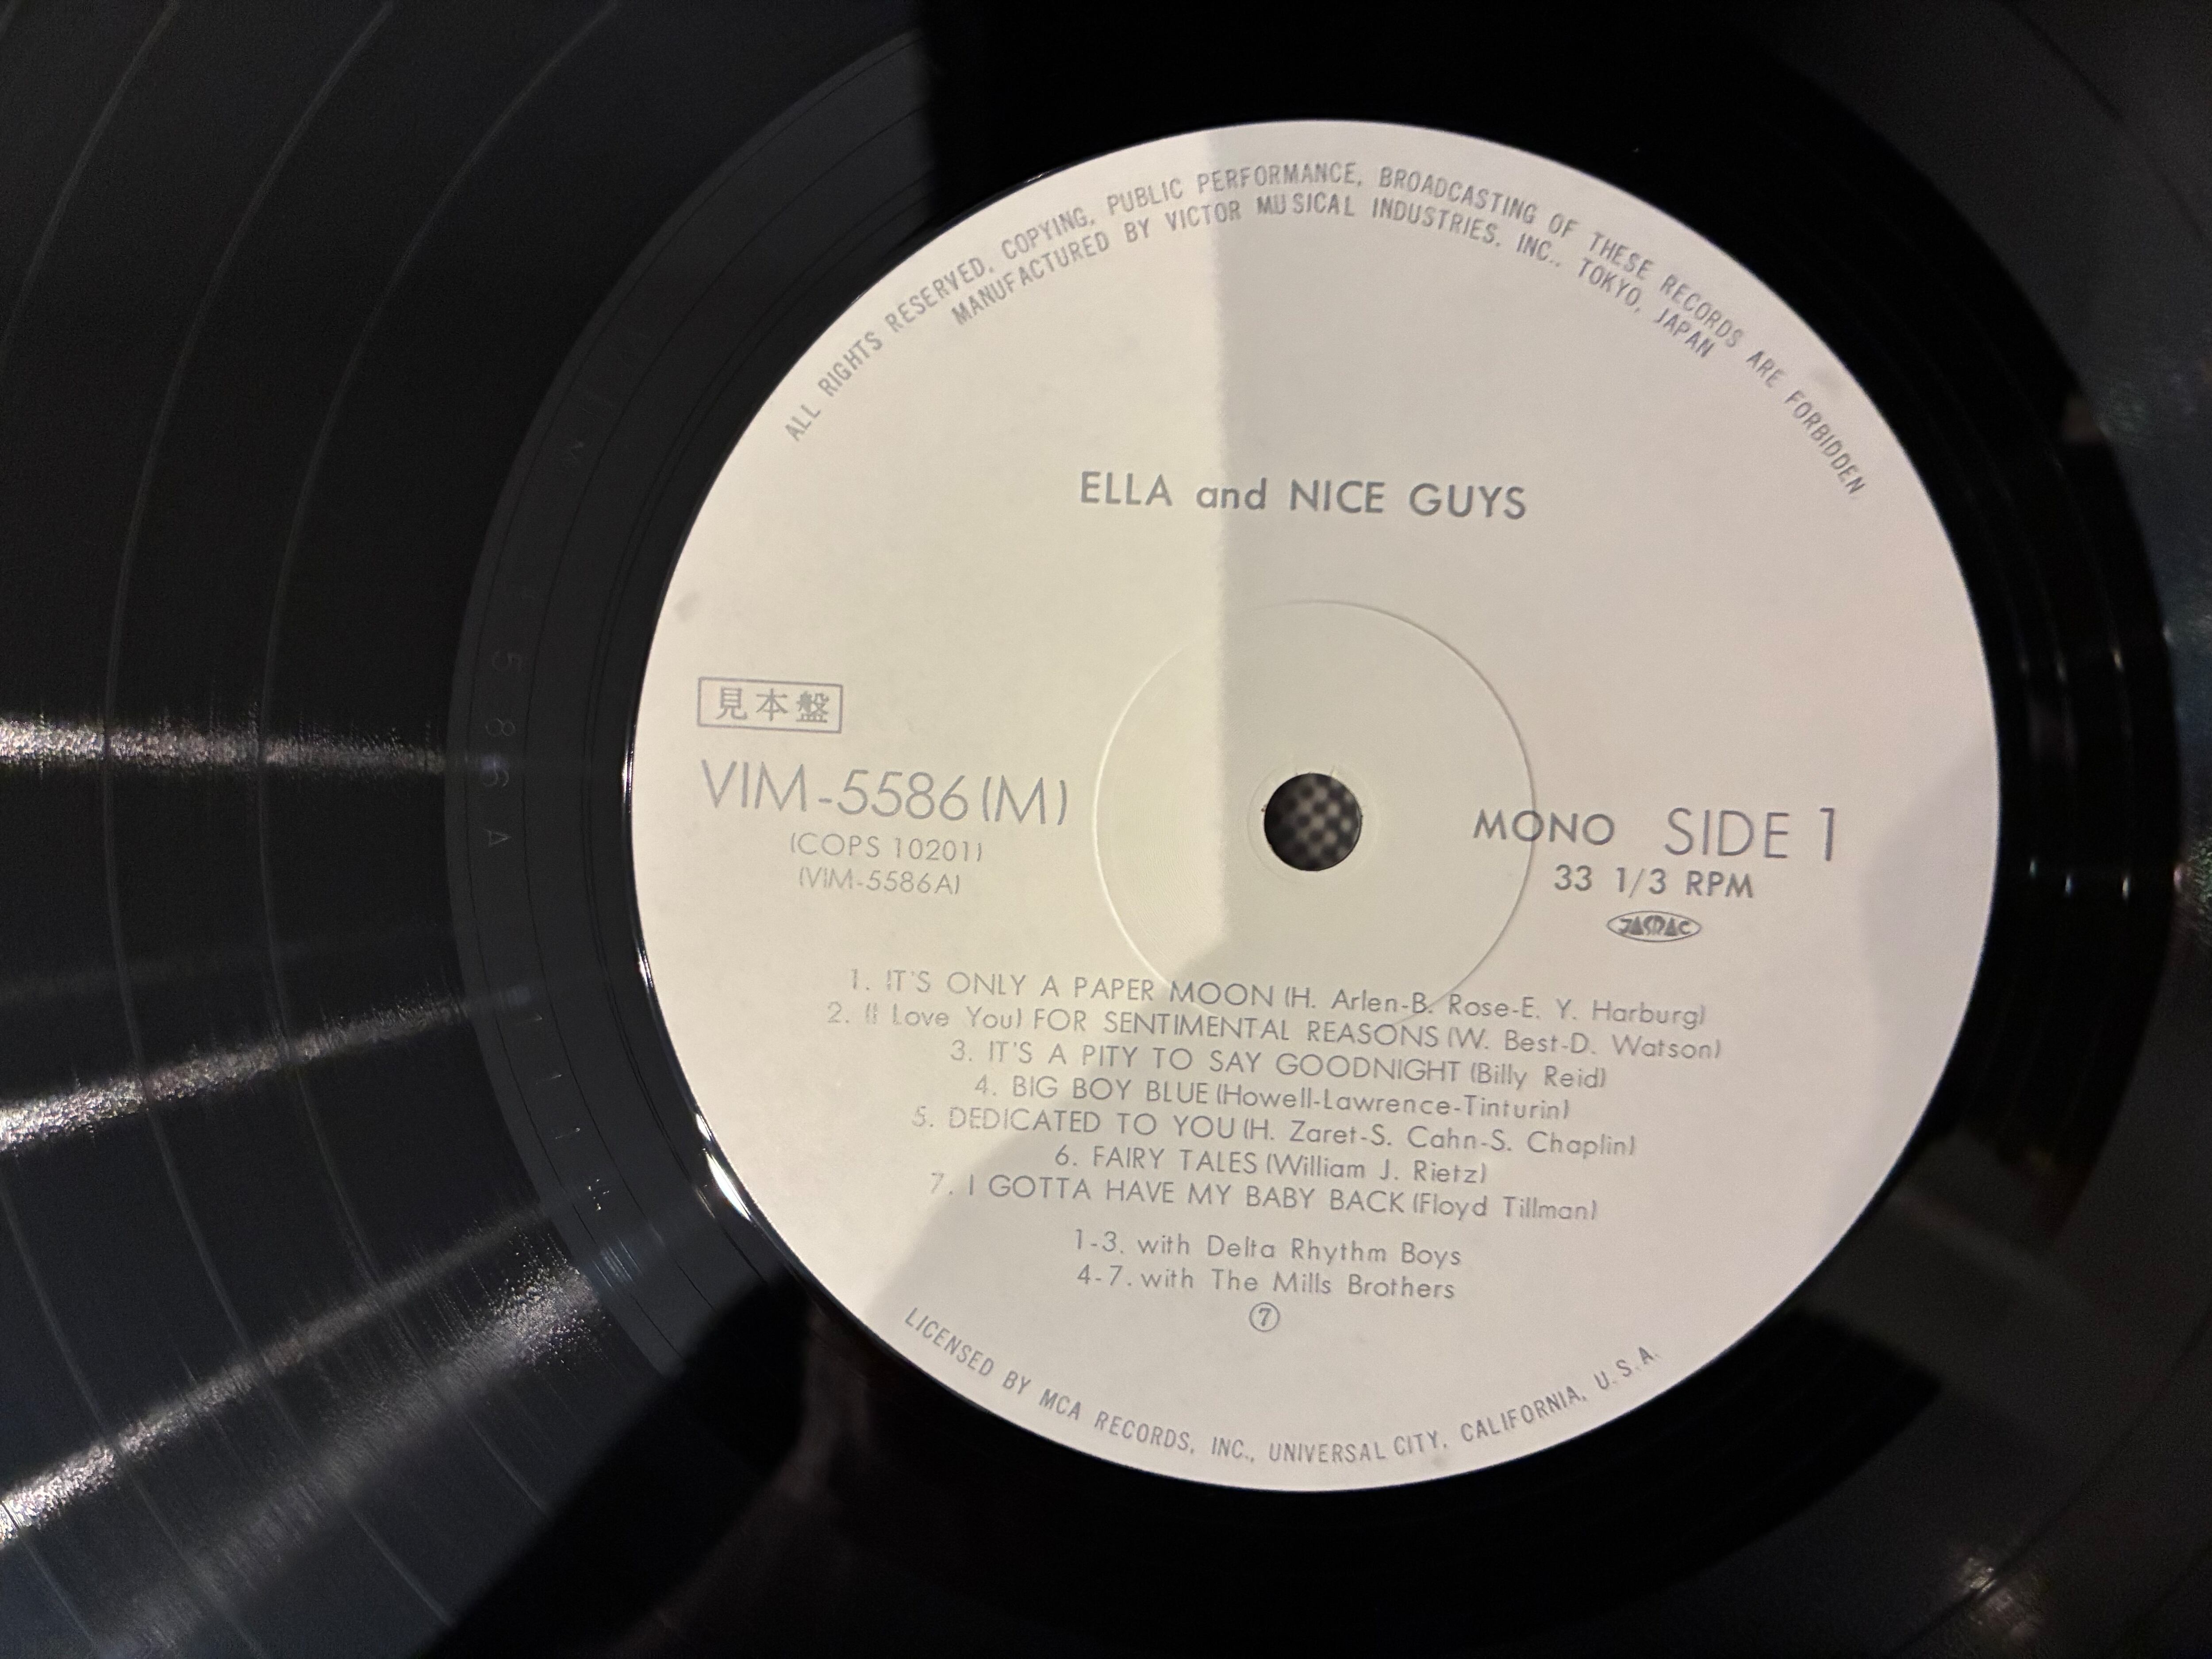 ALL RIGHTS RESERVED. COPYING. PUBLIC PERFORMANCE, BROADCASTING OF THESE RECORDS ARE FORBIDDEN
MANUFACTURED BY VICTOR MUSICAL INDUSTRIES. INC.. TOKYO, JAPAN
ELLA and NICE GUYS
見本盤
VIM-5586(M)
(COPS 10201)
(VIM-5586A)
MONO SIDE 1
33 1/3 RPM
JASRAC
1. IT'S ONLY A PAPER MOON (H. Arlen-B. Rose-E. Y. Harburg)
2. (I Love You) FOR SENTIMENTAL REASONS (W. Best-D. Watson)
3. IT'S A PITY TO SAY GOODNIGHT (Billy Reid)
4. BIG BOY BLUE (Howell-Lawrence-Tinturin)
5. DEDICATED TO YOU (H. Zaret-S. Cahn-S. Chaplin)
6. FAIRY TALES (William J. Rietz)
7. I GOTTA HAVE MY BABY BACK (Floyd Tillman)
1-3. with Delta Rhythm Boys
4-7. with The Mills Brothers
⑦
LICENSED BY MCA RECORDS, INC., UNIVERSAL CITY, CALIFORNIA, U.S.A.